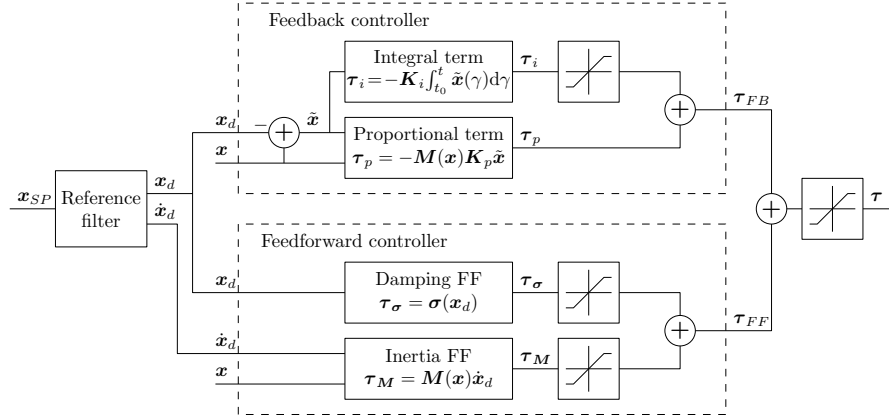 Feedback controller
Integral term
τ_i = −K_i ∫_{t_0}^{t} x̃(γ)dγ
τ_i
x_d
−
+
x̃
x
Proportional term
τ_p = −M(x)K_p x̃
τ_p
+
τ_FB
x_SP
Reference
filter
x_d
ẋ_d
+
τ
Feedforward controller
x_d
Damping FF
τ_σ = σ(x_d)
τ_σ
+
τ_FF
ẋ_d
x
Inertia FF
τ_M = M(x)ẋ_d
τ_M